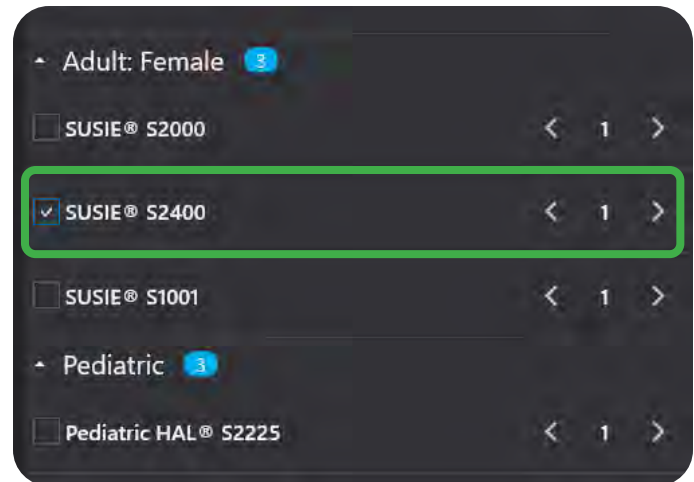 Adult: Female 3
SUSIE® S2000 1
SUSIE® S2400 1
SUSIE® S1001 1
Pediatric 3
Pediatric HAL® S2225 1